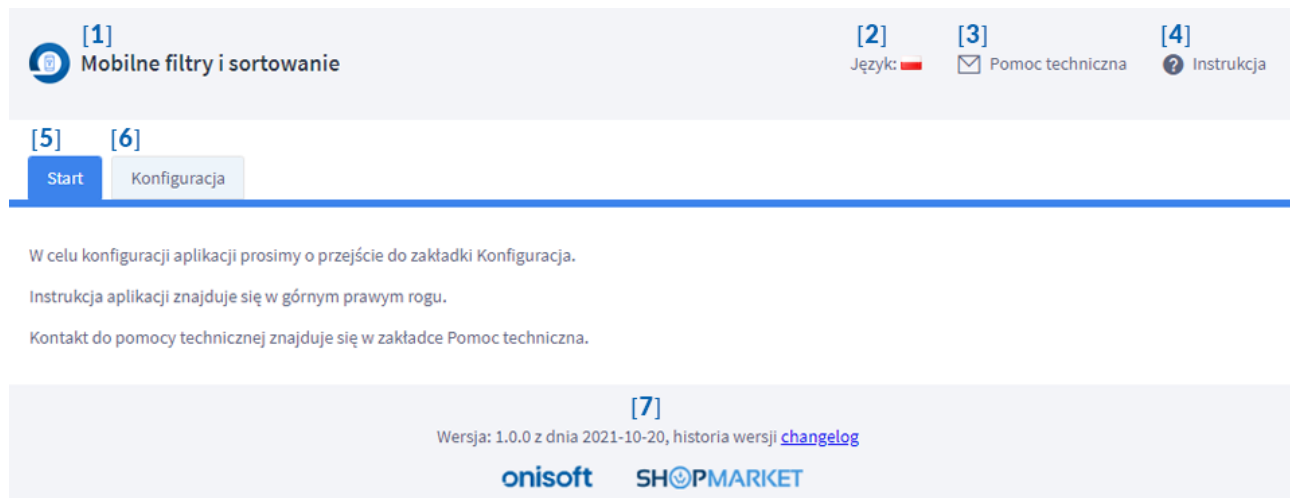 [1]
Mobilne filtry i sortowanie
[2]
Język:
[3]
Pomoc techniczna
[4]
? Instrukcja
[5]
Start
[6]
Konfiguracja
W celu konfiguracji aplikacji prosimy o przejście do zakładki Konfiguracja.
Instrukcja aplikacji znajduje się w górnym prawym rogu.
Kontakt do pomocy technicznej znajduje się w zakładce Pomoc techniczna.
[7]
Wersja: 1.0.0 z dnia 2021-10-20, historia wersji changelog
onisoft SHOPMARKET